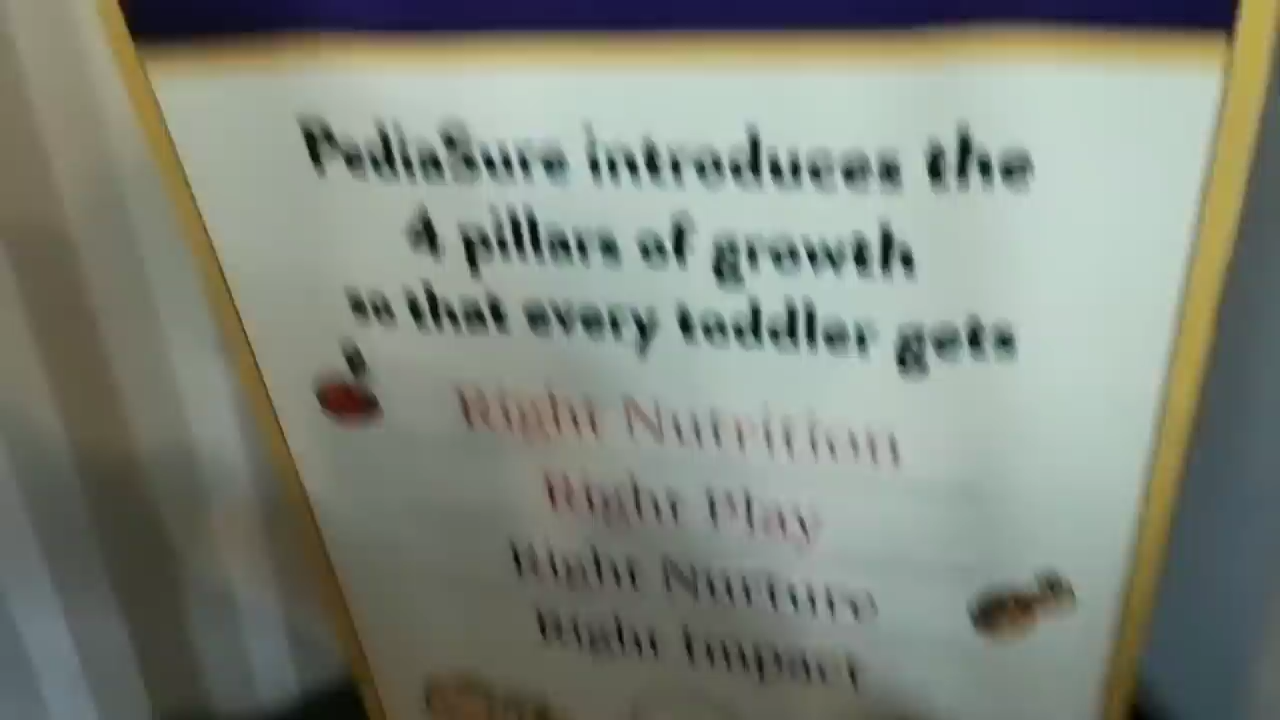 PediaSure introduces the
4 pillars of growth
so that every toddler gets
Right Nutrition
Right Play
Right Nurture
Right Impact